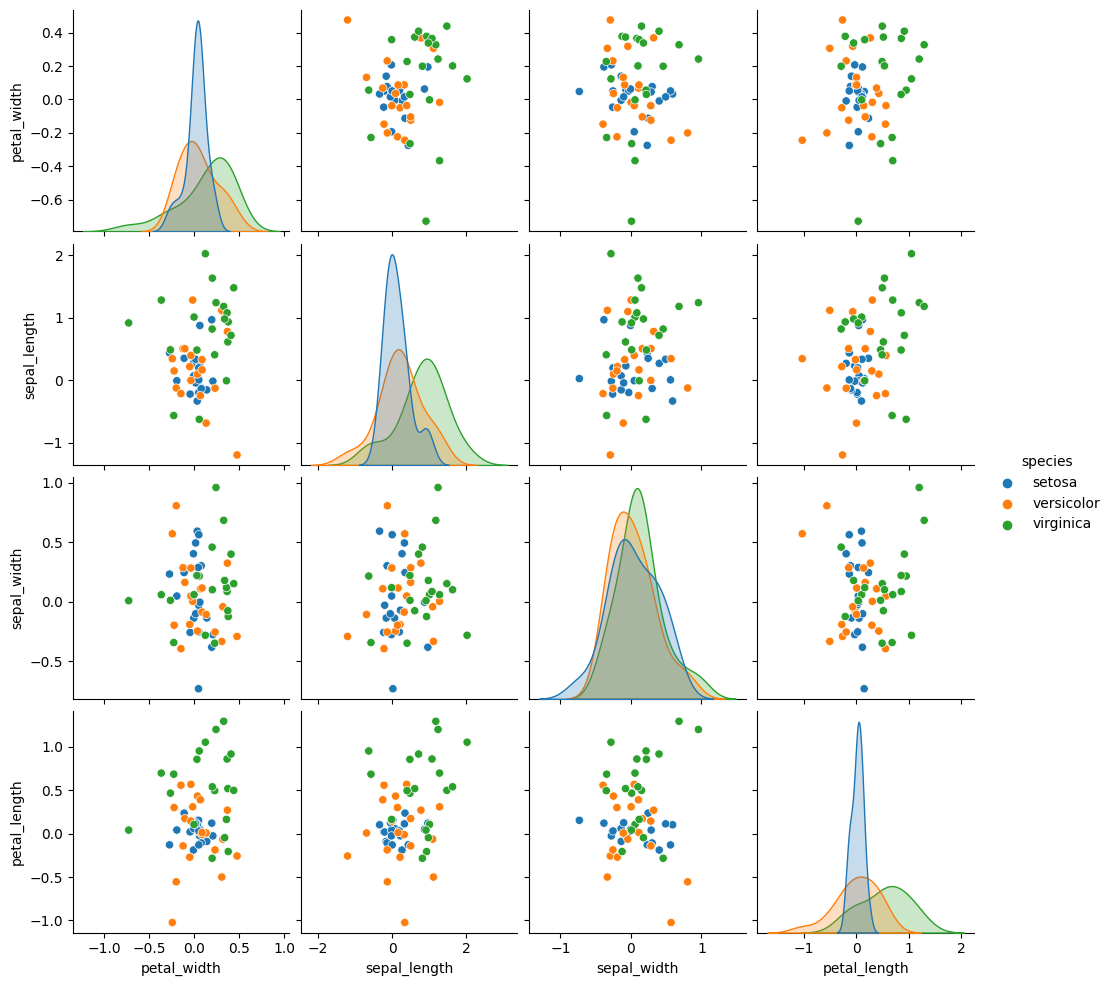 petal_width
0.4
0.2
0.0
−0.2
−0.4
−0.6
sepal_length
2
1
0
−1
species
setosa
versicolor
virginica
sepal_width
1.0
0.5
0.0
−0.5
petal_length
1.0
0.5
0.0
−0.5
−1.0
−1.0 −0.5 0.0 0.5 1.0
−2 0 2
−1 0 1
−1 0 1 2
petal_width sepal_length sepal_width petal_length